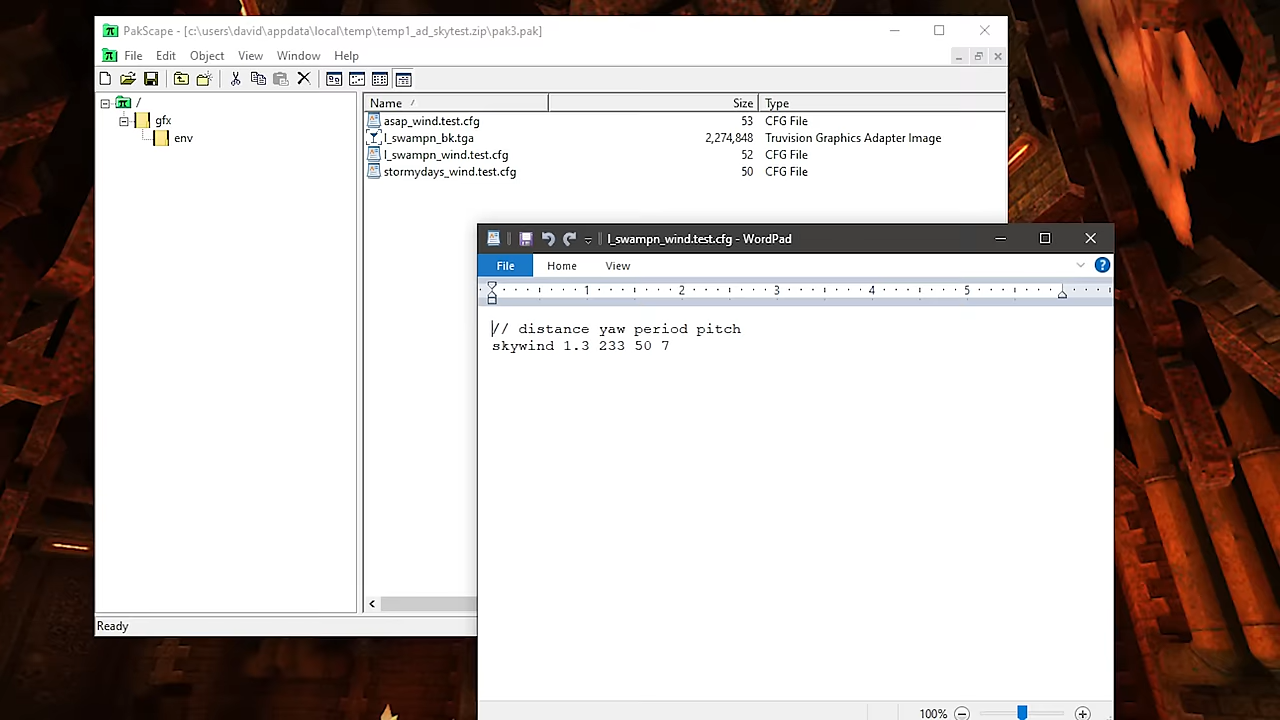 PakScape - [c:\users\david\appdata\local\temp\temp1_ad_skytest.zip\pak3.pak]
File Edit Object View Window Help
/
gfx
env
Name Size Type
asap_wind.test.cfg 53 CFG File
l_swampn_bk.tga 2,274,848 Truvision Graphics Adapter Image
l_swampn_wind.test.cfg 52 CFG File
stormydays_wind.test.cfg 50 CFG File
Ready
l_swampn_wind.test.cfg - WordPad
File Home View
1 2 3 4 5
// distance yaw period pitch
skywind 1.3 233 50 7
100%